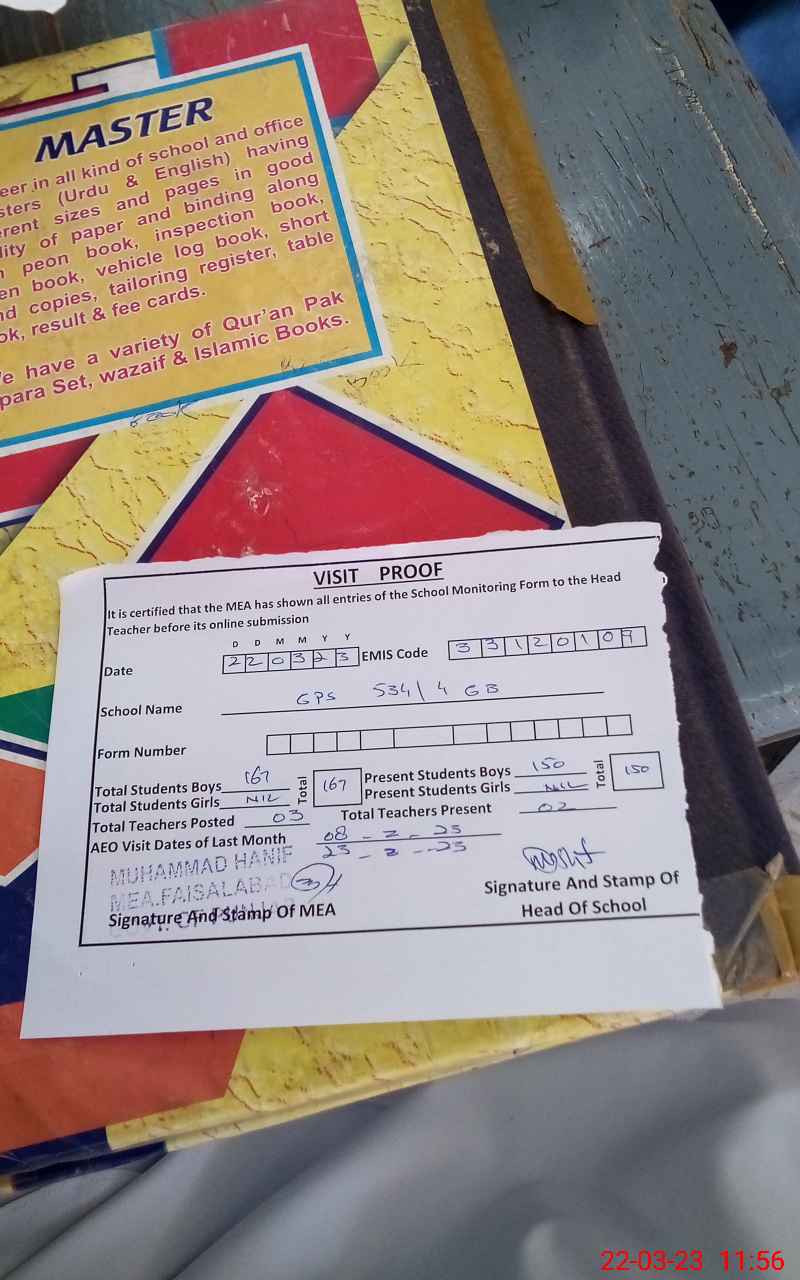 MASTER
eer in all kind of school and office
sters (Urdu & English) having
rent sizes and pages in good
lity of paper and binding along
n peon book, inspection book,
en book, vehicle log book, short
nd copies, tailoring register, table
ok, result & fee cards.
e have a variety of Qur'an Pak
para Set, wazaif & Islamic Books.
VISIT PROOF
It is certified that the MEA has shown all entries of the School Monitoring Form to the Head
Teacher before its online submission
D D M M Y Y
Date 2 2 0 3 2 3 EMIS Code 3 3 1 2 0 1 0 9
School Name GPS 534/4 GB
Form Number
Total Students Boys 167 Total 167 Present Students Boys 150 Total 150
Total Students Girls NIL Present Students Girls NIL
Total Teachers Posted 03 Total Teachers Present 02
AEO Visit Dates of Last Month 08 - 2 - 23
23 - 2 - 23
MUHAMMAD HANIF
MEA.FAISALABAD
Signature And Stamp Of MEA
Signature And Stamp Of
Head Of School
22-03-23 11:56